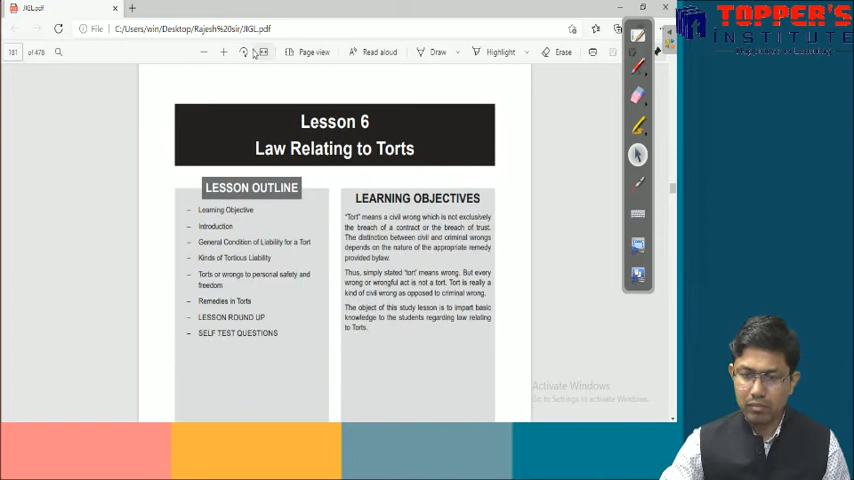 JIGL.pdf
File
C:/Users/win/Desktop/Rajesh%20sir/JIGL.pdf
TOPPER'S
INSTITUTE
181 of 478
Page view
Read aloud
Draw
Highlight
Erase
Lesson 6
Law Relating to Torts
LESSON OUTLINE
– Learning Objective
– Introduction
– General Condition of Liability for a Tort
– Kinds of Tortious Liability
– Torts or wrongs to personal safety and
freedom
– Remedies in Torts
– LESSON ROUND UP
– SELF TEST QUESTIONS
LEARNING OBJECTIVES
“Tort” means a civil wrong which is not exclusively
the breach of a contract or the breach of trust.
The distinction between civil and criminal wrongs
depends on the nature of the appropriate remedy
provided bylaw.
Thus, simply stated ‘tort’ means wrong. But every
wrong or wrongful act is not a tort. Tort is really a
kind of civil wrong as opposed to criminal wrong.
The object of this study lesson is to impart basic
knowledge to the students regarding law relating
to Torts.
Activate Windows
Go to Settings to activate Windows.